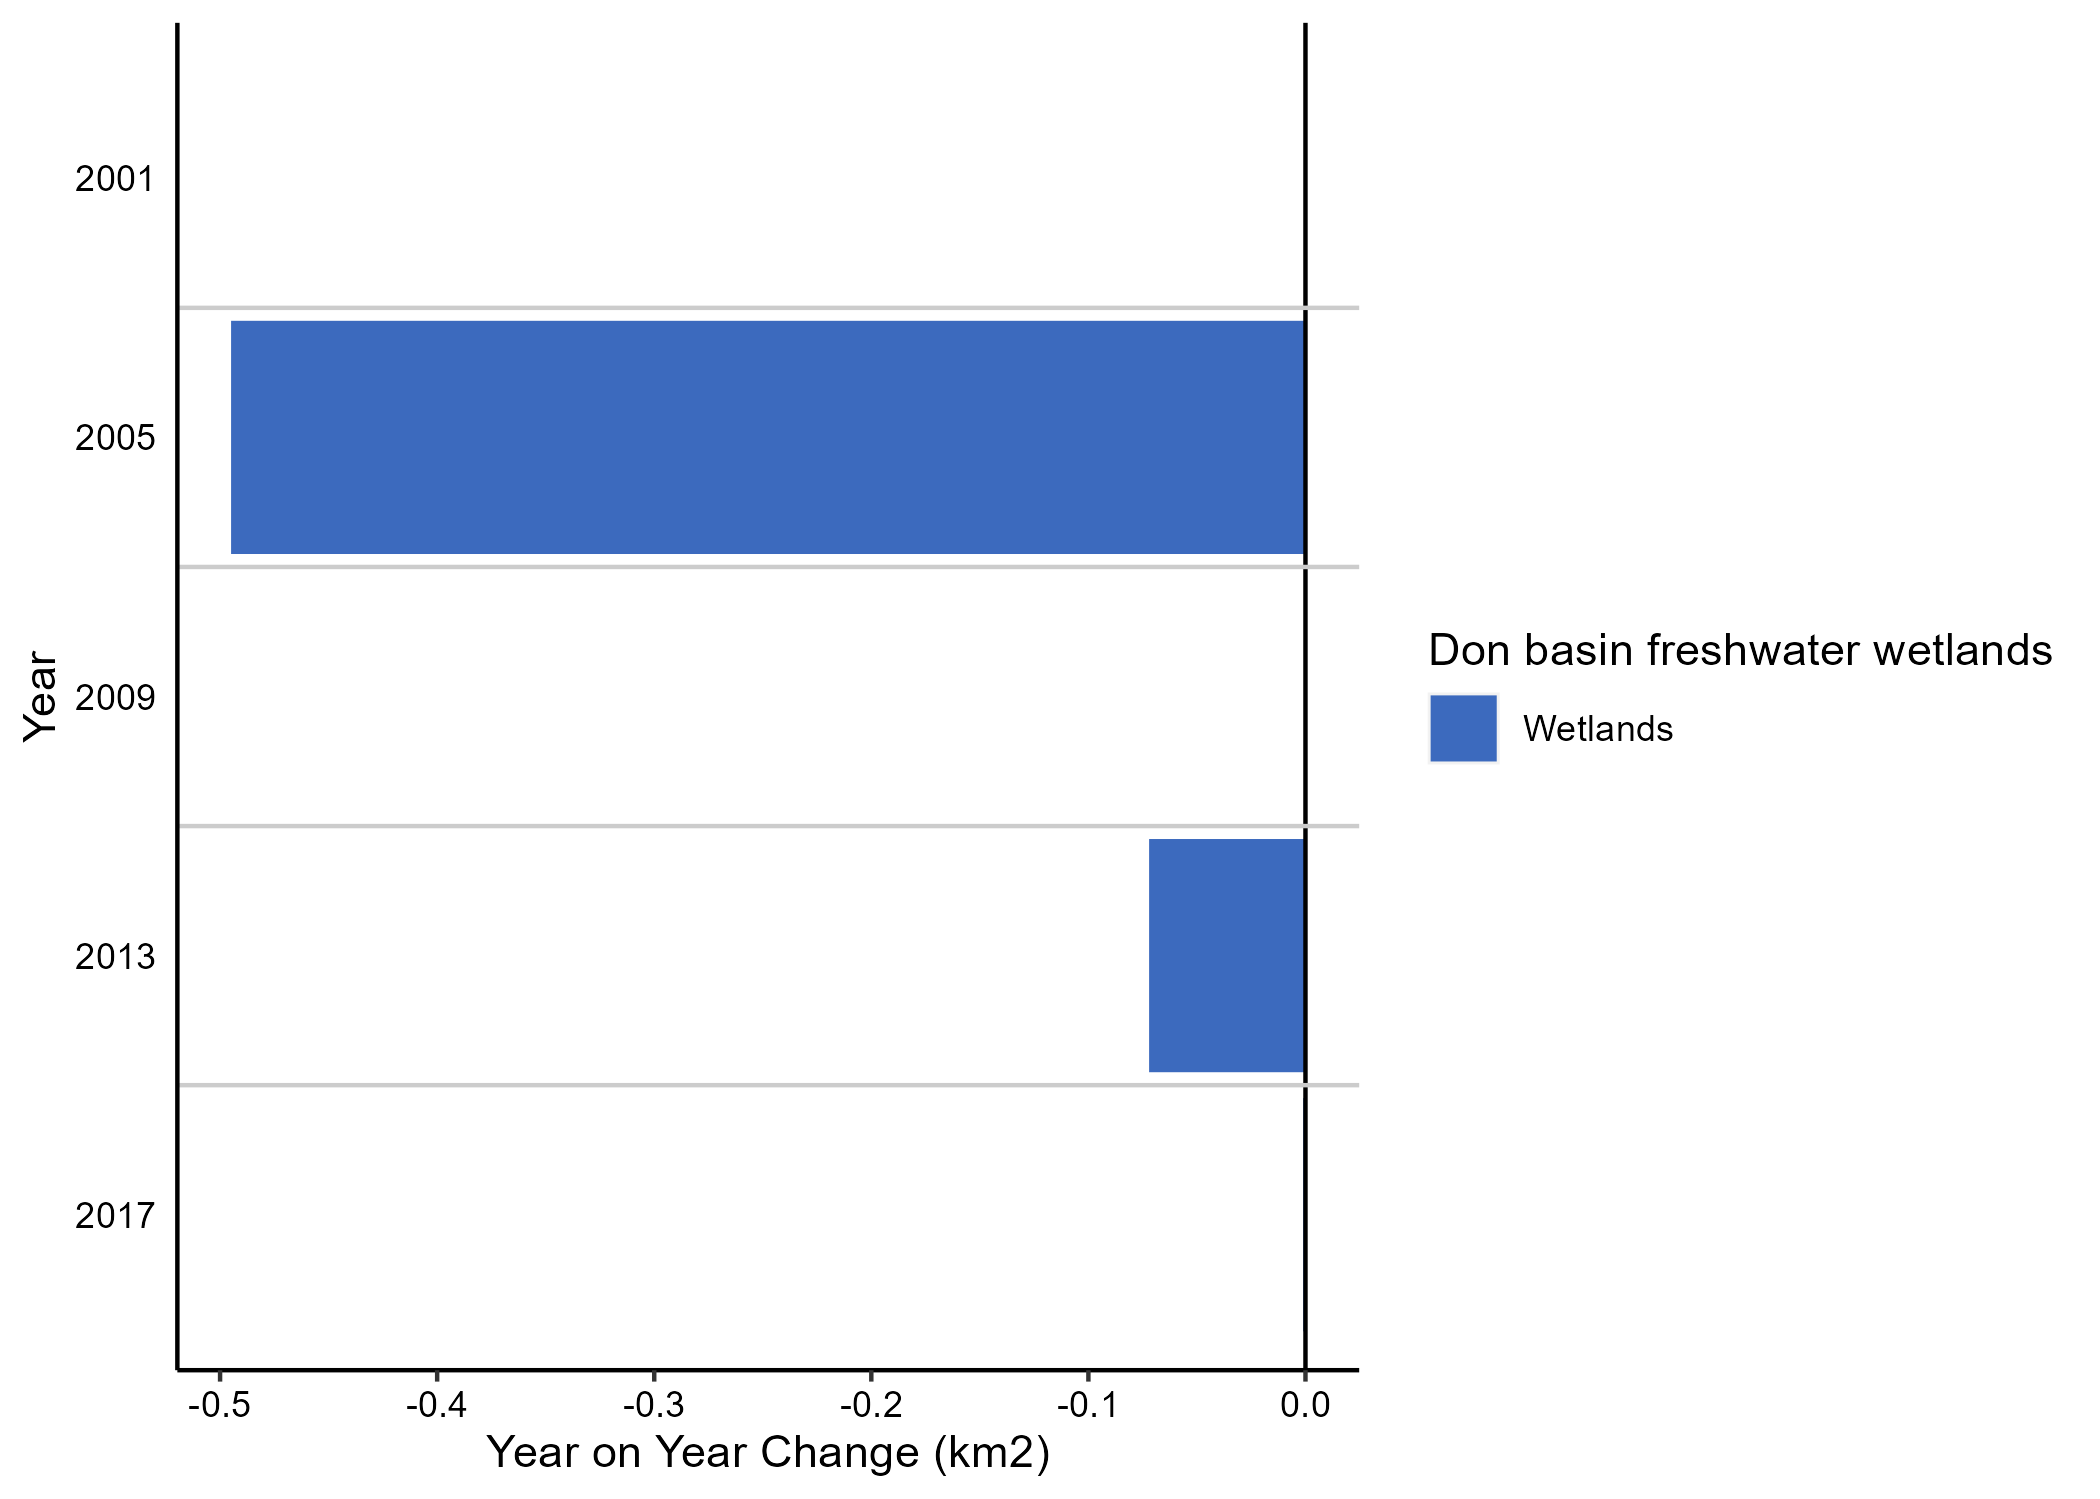 2001
2005
2009
2013
2017
Year
-0.5 -0.4 -0.3 -0.2 -0.1 0.0
Year on Year Change (km2)
Don basin freshwater wetlands
Wetlands